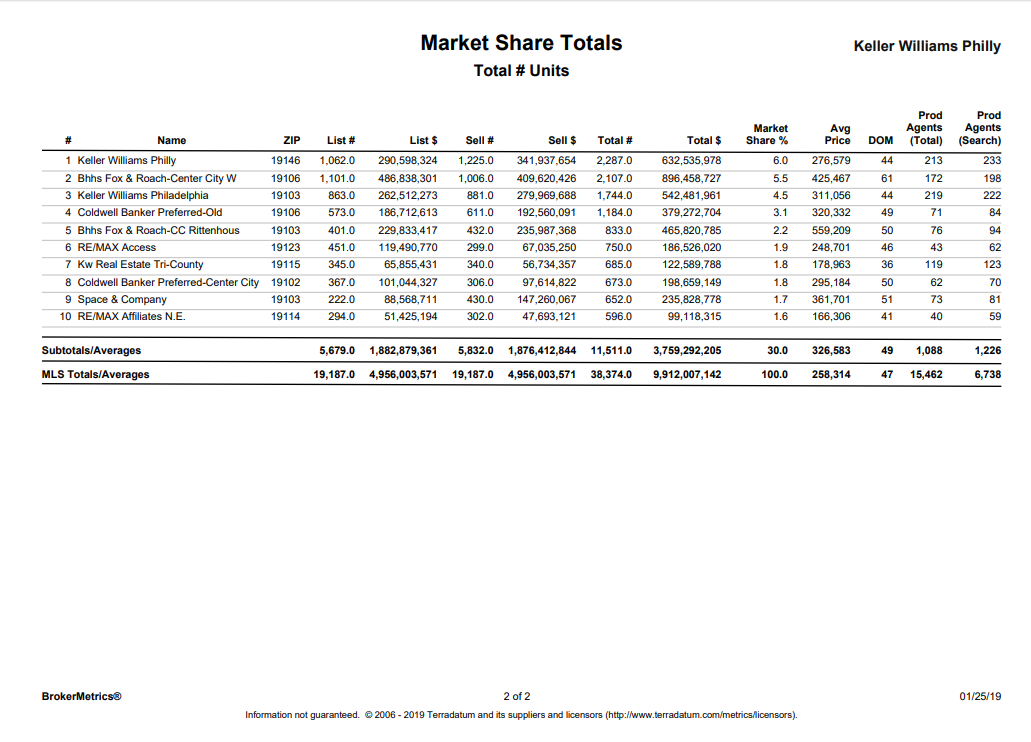 Market Share Totals
Keller Williams Philly
Total # Units
# Name ZIP List # List $ Sell # Sell $ Total # Total $ Market Share % Avg Price DOM Prod Agents (Total) Prod Agents (Search)
1 Keller Williams Philly 19146 1,062.0 290,598,324 1,225.0 341,937,654 2,287.0 632,535,978 6.0 276,579 44 213 233
2 Bhhs Fox & Roach-Center City W 19106 1,101.0 486,838,301 1,006.0 409,620,426 2,107.0 896,458,727 5.5 425,467 61 172 198
3 Keller Williams Philadelphia 19103 863.0 262,512,273 881.0 279,969,688 1,744.0 542,481,961 4.5 311,056 44 219 222
4 Coldwell Banker Preferred-Old 19106 573.0 186,712,613 611.0 192,560,091 1,184.0 379,272,704 3.1 320,332 49 71 84
5 Bhhs Fox & Roach-CC Rittenhous 19103 401.0 229,833,417 432.0 235,987,368 833.0 465,820,785 2.2 559,209 50 76 94
6 RE/MAX Access 19123 451.0 119,490,770 299.0 67,035,250 750.0 186,526,020 1.9 248,701 46 43 62
7 Kw Real Estate Tri-County 19115 345.0 65,855,431 340.0 56,734,357 685.0 122,589,788 1.8 178,963 36 119 123
8 Coldwell Banker Preferred-Center City 19102 367.0 101,044,327 306.0 97,614,822 673.0 198,659,149 1.8 295,184 50 62 70
9 Space & Company 19103 222.0 88,568,711 430.0 147,260,067 652.0 235,828,778 1.7 361,701 51 73 81
10 RE/MAX Affiliates N.E. 19114 294.0 51,425,194 302.0 47,693,121 596.0 99,118,315 1.6 166,306 41 40 59
Subtotals/Averages 5,679.0 1,882,879,361 5,832.0 1,876,412,844 11,511.0 3,759,292,205 30.0 326,583 49 1,088 1,226
MLS Totals/Averages 19,187.0 4,956,003,571 19,187.0 4,956,003,571 38,374.0 9,912,007,142 100.0 258,314 47 15,462 6,738
BrokerMetrics® 2 of 2 01/25/19
Information not guaranteed. © 2006 - 2019 Terradatum and its suppliers and licensors (http://www.terradatum.com/metrics/licensors).